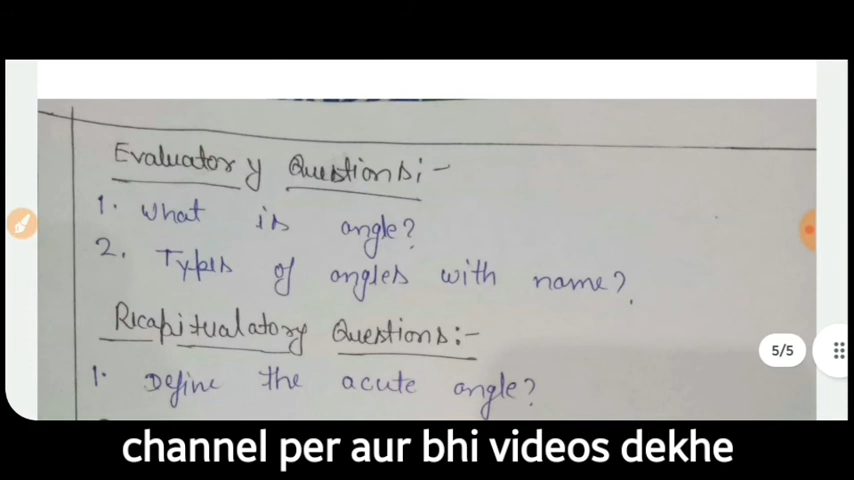 Evaluatory Questions:-
1. What is angle?
2. Types of angles with name?
Ricapitualatory Questions:-
1. Define the acute angle?
5/5
channel per aur bhi videos dekhe